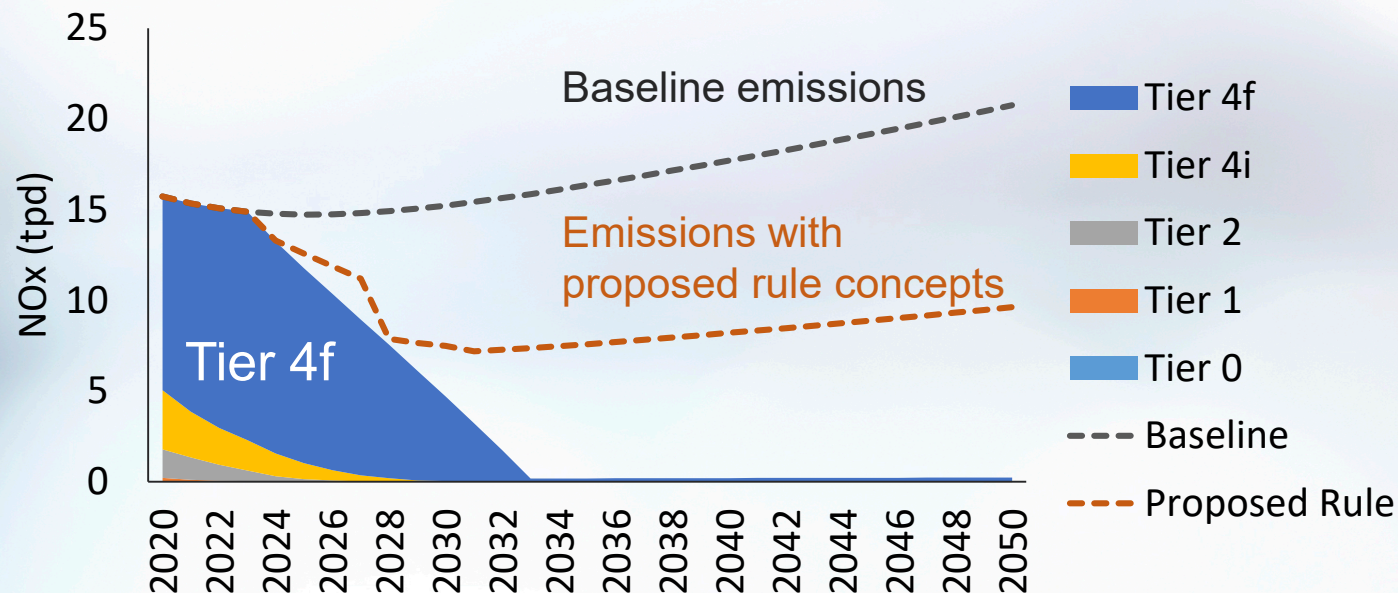 25
20
15
10
5
0
NOx (tpd)
Baseline emissions
Emissions with
proposed rule concepts
Tier 4f
2020
2022
2024
2026
2028
2030
2032
2034
2036
2038
2040
2042
2044
2046
2048
2050
Tier 4f
Tier 4i
Tier 2
Tier 1
Tier 0
Baseline
Proposed Rule